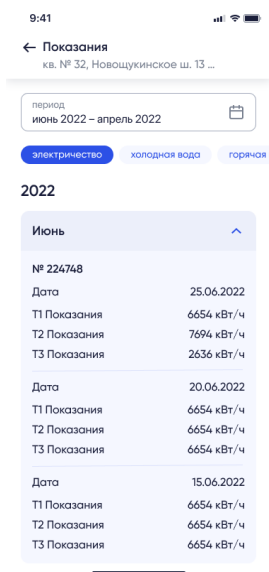 9:41
Показания
кв. № 32, Новощукинское ш. 13 ...
период
июнь 2022 – апрель 2022
электричество холодная вода горячая
2022
Июнь
№ 224748
Дата 25.06.2022
Т1 Показания 6654 кВт/ч
Т2 Показания 7694 кВт/ч
Т3 Показания 2636 кВт/ч
Дата 20.06.2022
Т1 Показания 6654 кВт/ч
Т2 Показания 6654 кВт/ч
Т3 Показания 6654 кВт/ч
Дата 15.06.2022
Т1 Показания 6654 кВт/ч
Т2 Показания 6654 кВт/ч
Т3 Показания 6654 кВт/ч